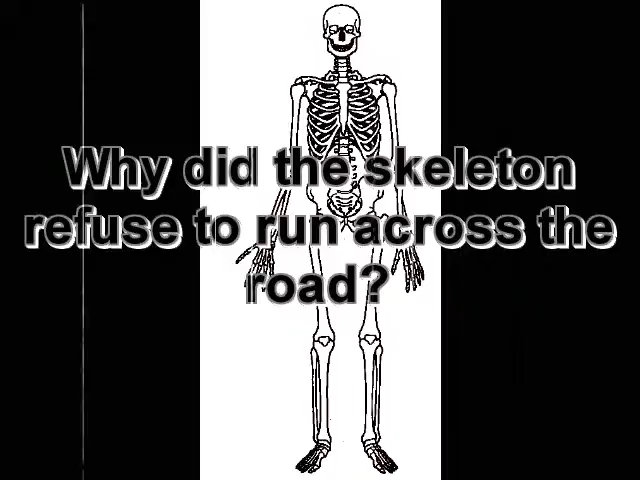 Why did the skeleton
refuse to run across the
road?